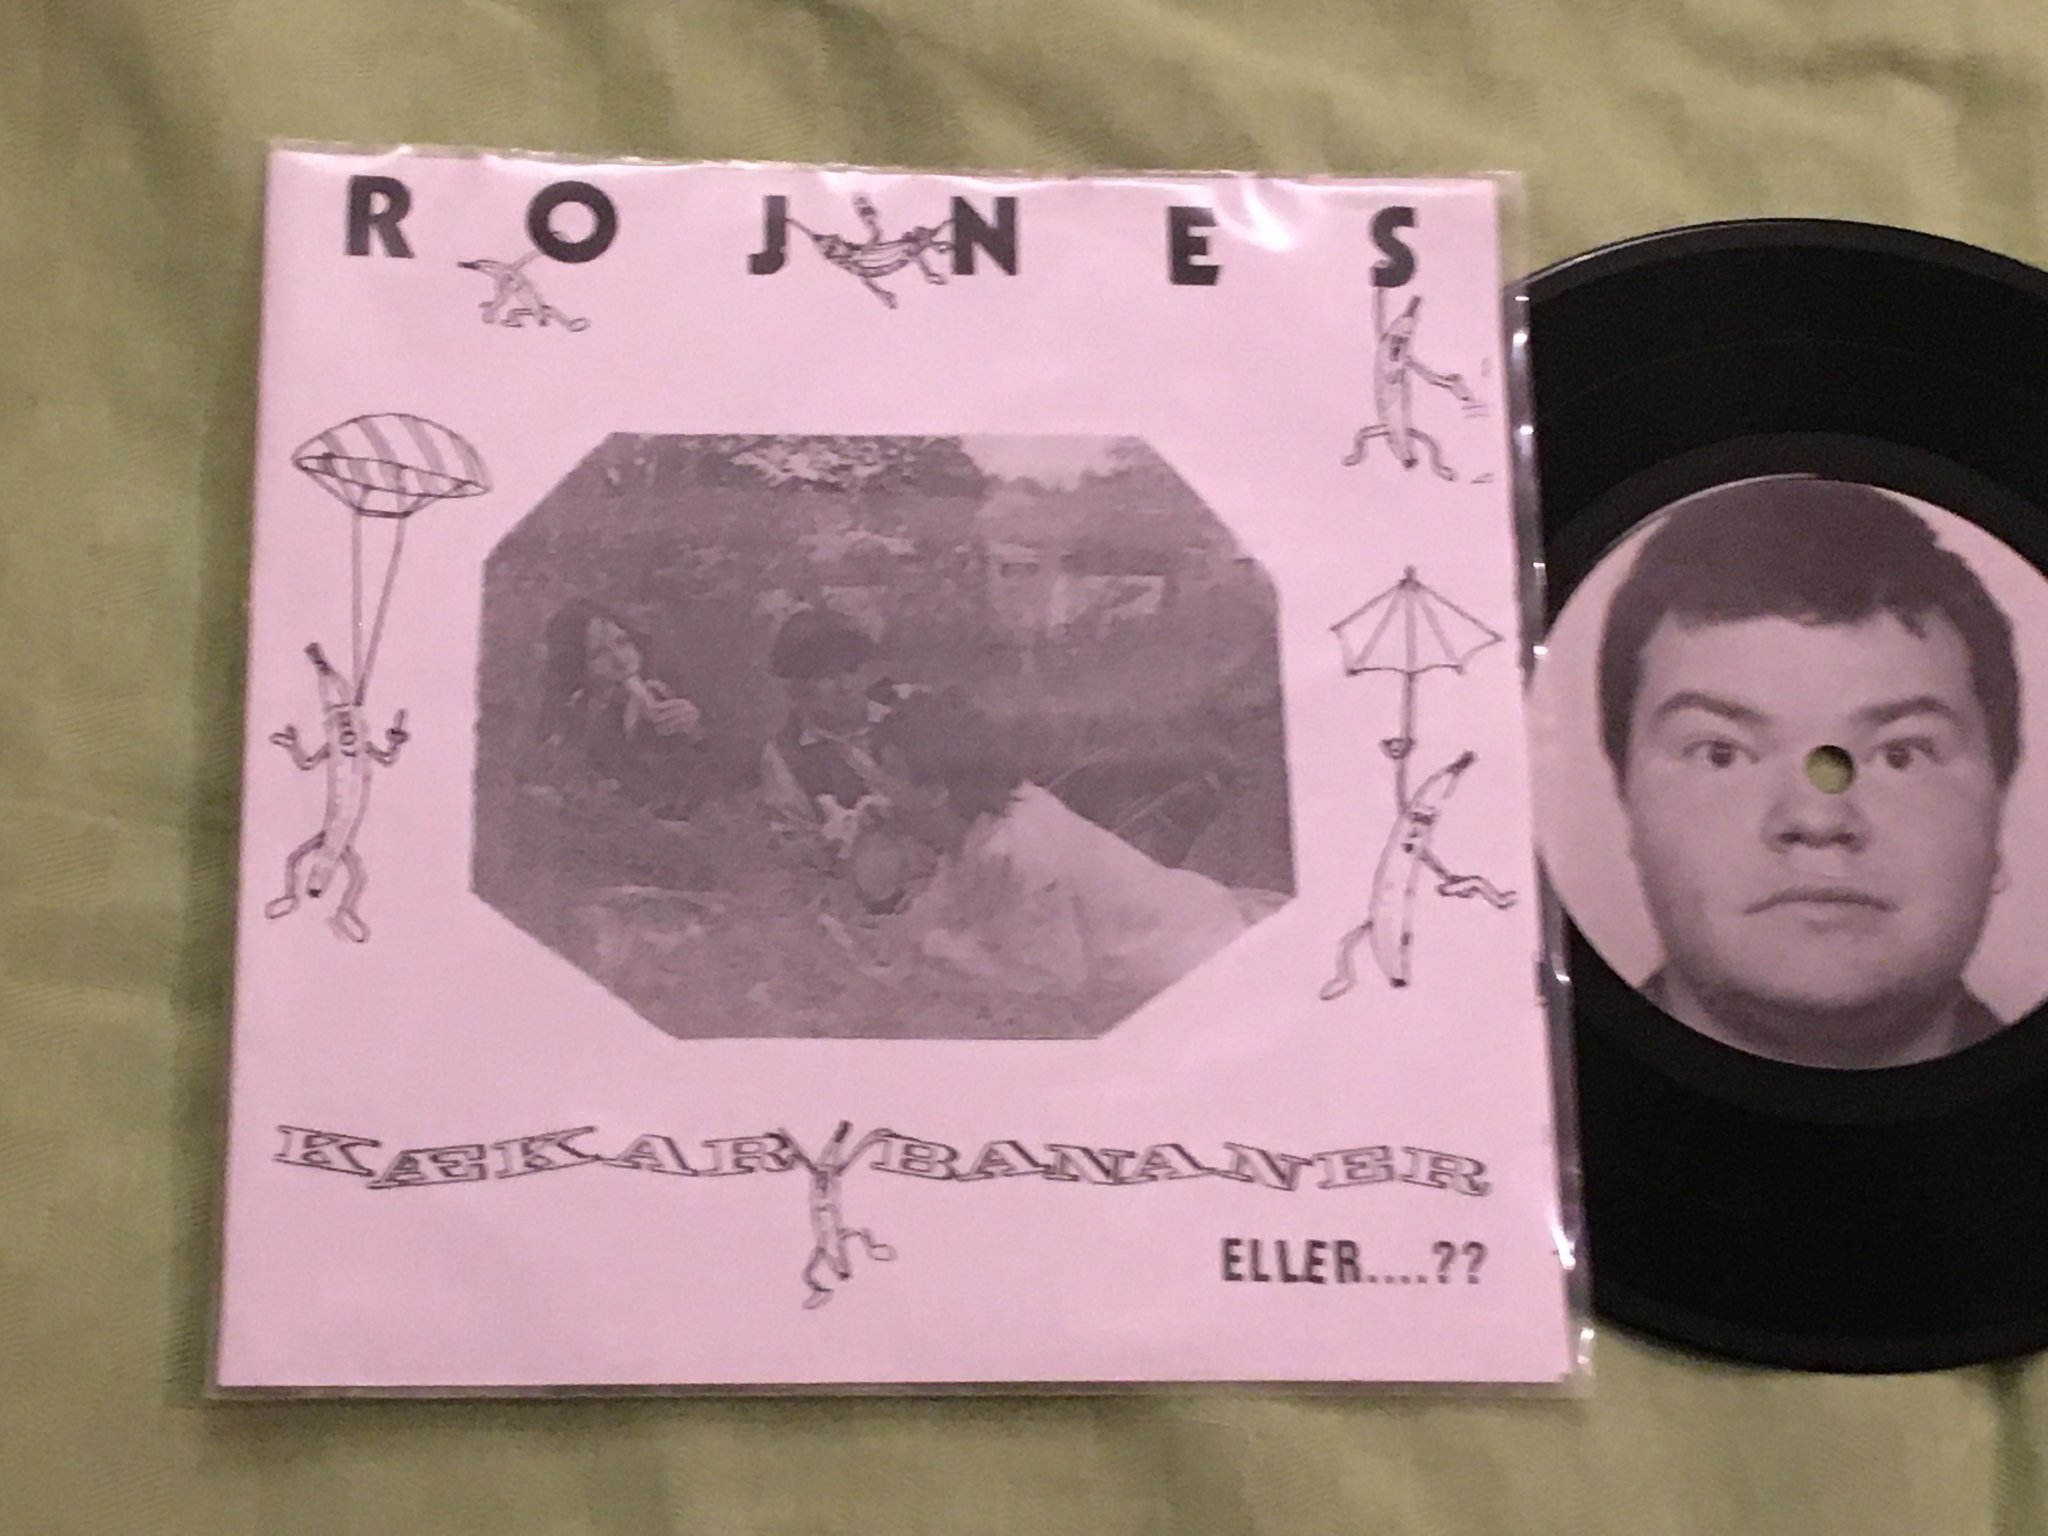 ROJNES
KÆKAR BANANER
ELLER....??